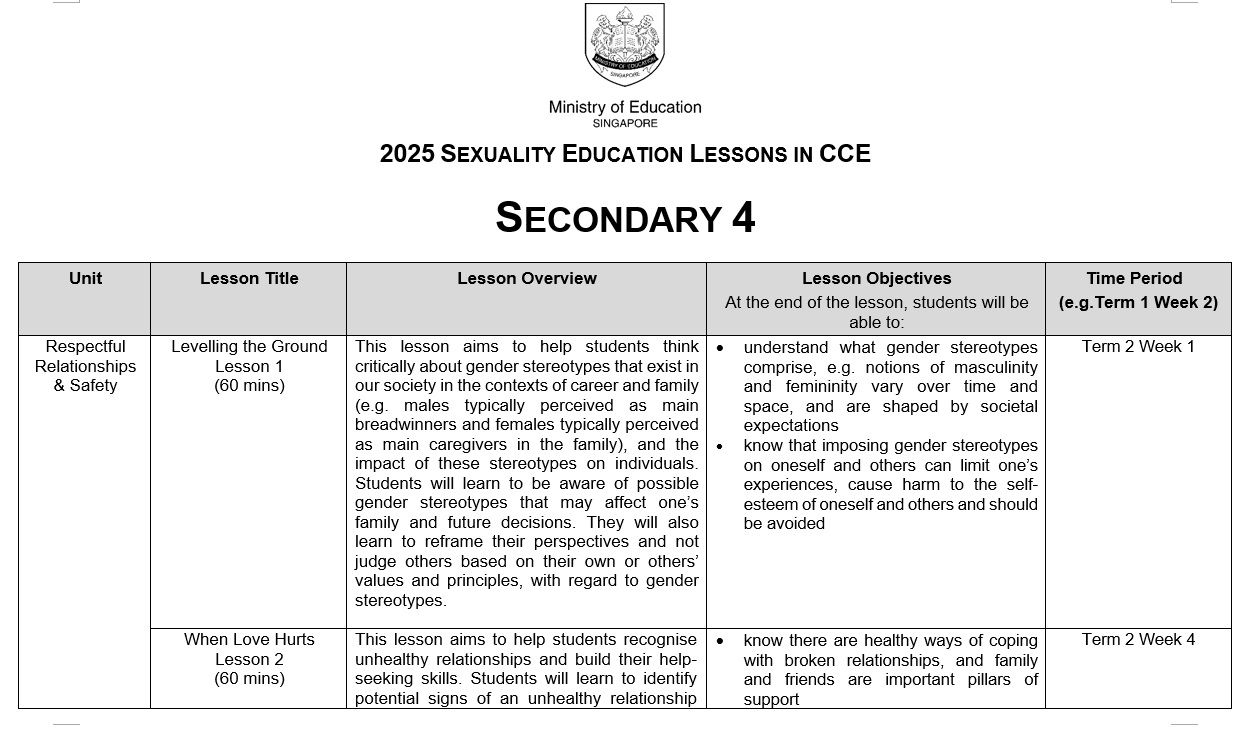 MINISTRY OF EDUCATION
SINGAPORE
Ministry of Education
SINGAPORE
2025 SEXUALITY EDUCATION LESSONS IN CCE
SECONDARY 4
Unit
Lesson Title
Lesson Overview
Lesson Objectives
At the end of the lesson, students will be
able to:
Time Period
(e.g.Term 1 Week 2)
Respectful
Relationships
& Safety
Levelling the Ground
Lesson 1
(60 mins)
This lesson aims to help students think
critically about gender stereotypes that exist in
our society in the contexts of career and family
(e.g. males typically perceived as main
breadwinners and females typically perceived
as main caregivers in the family), and the
impact of these stereotypes on individuals.
Students will learn to be aware of possible
gender stereotypes that may affect one’s
family and future decisions. They will also
learn to reframe their perspectives and not
judge others based on their own or others’
values and principles, with regard to gender
stereotypes.
• understand what gender stereotypes
comprise, e.g. notions of masculinity
and femininity vary over time and
space, and are shaped by societal
expectations
• know that imposing gender stereotypes
on oneself and others can limit one’s
experiences, cause harm to the self-
esteem of oneself and others and should
be avoided
Term 2 Week 1
When Love Hurts
Lesson 2
(60 mins)
This lesson aims to help students recognise
unhealthy relationships and build their help-
seeking skills. Students will learn to identify
potential signs of an unhealthy relationship
• know there are healthy ways of coping
with broken relationships, and family
and friends are important pillars of
support
Term 2 Week 4